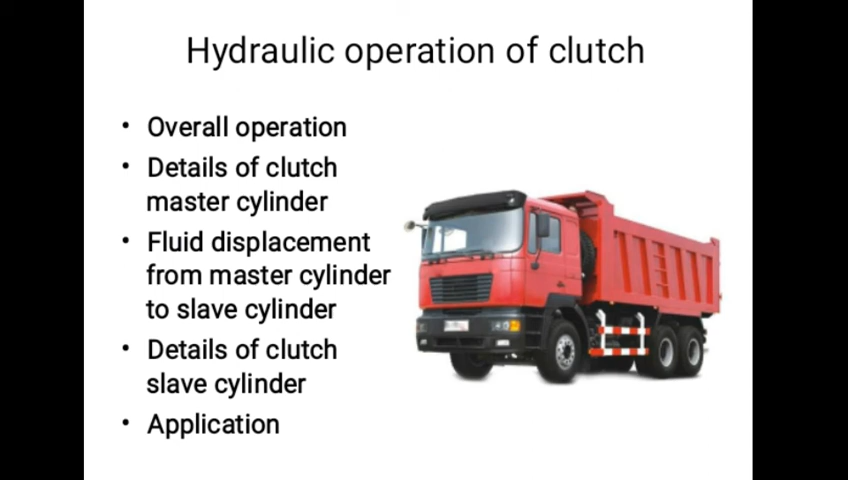 Hydraulic operation of clutch
• Overall operation
• Details of clutch
master cylinder
• Fluid displacement
from master cylinder
to slave cylinder
• Details of clutch
slave cylinder
• Application